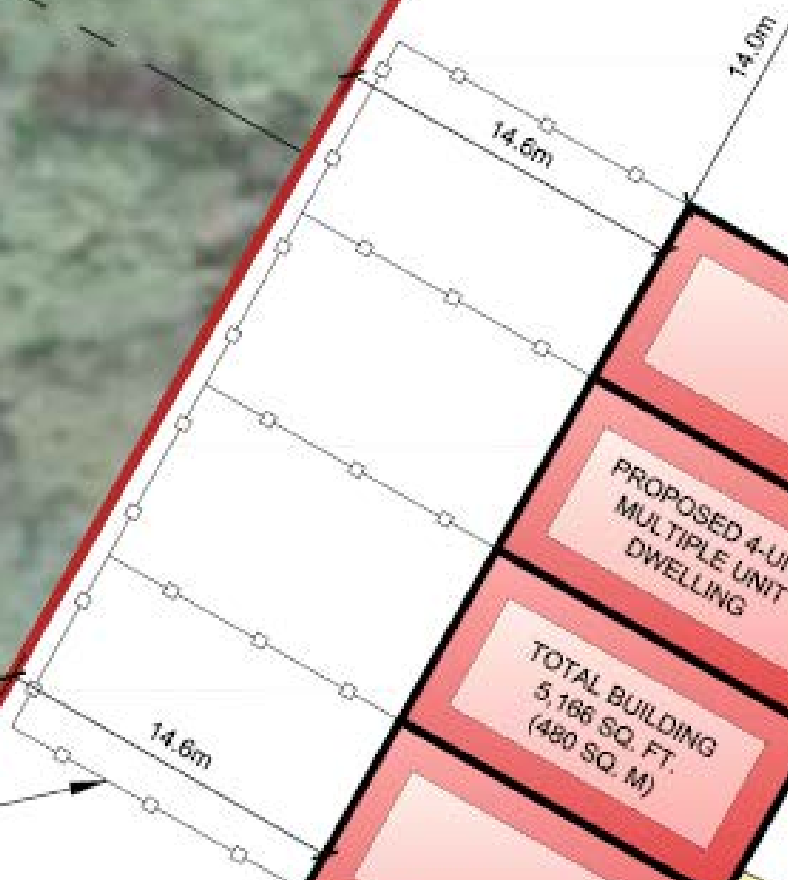 14.0m
14.6m
PROPOSED 4-U
MULTIPLE UNIT
DWELLING
TOTAL BUILDING
5,166 SQ. FT.
(480 SQ. M)
14.6m